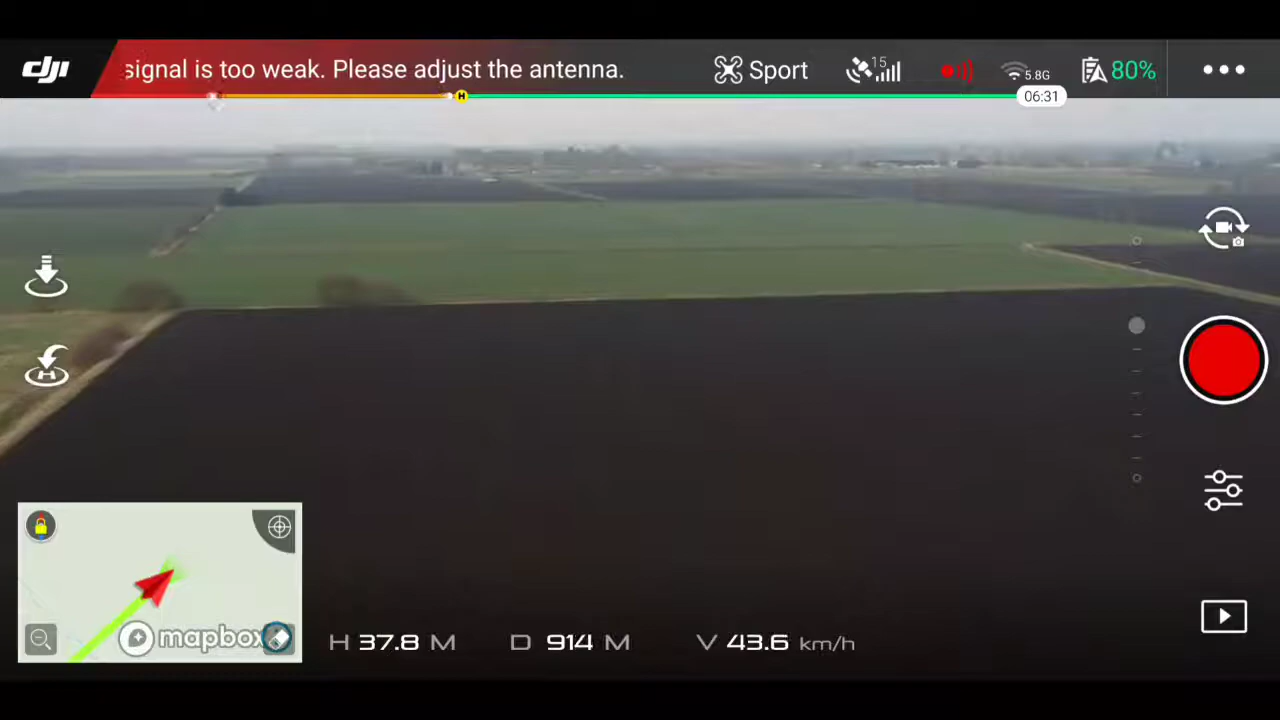 dji
signal is too weak. Please adjust the antenna.
Sport
15
5.8G
80%
H
06:31
H
mapbox
H 37.8 M
D 914 M
V 43.6 km/h